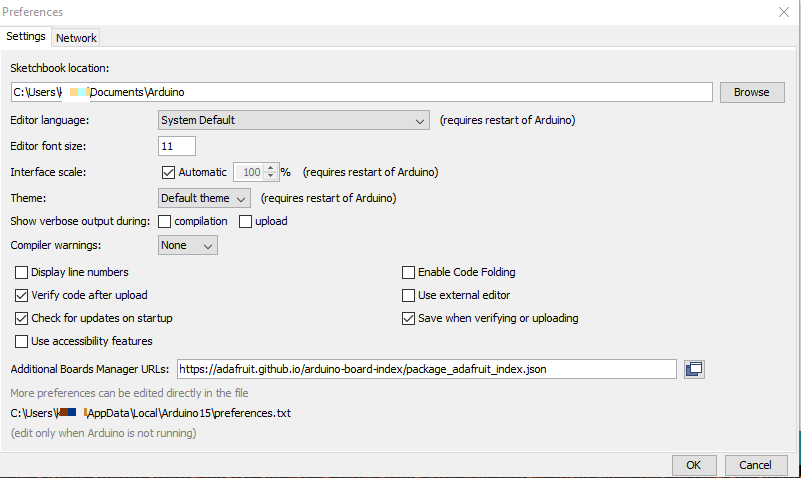 Preferences
Settings
Network
Sketchbook location:
C:\Users\ \Documents\Arduino
Browse
Editor language: System Default (requires restart of Arduino)
Editor font size: 11
Interface scale: Automatic 100 % (requires restart of Arduino)
Theme: Default theme (requires restart of Arduino)
Show verbose output during: compilation upload
Compiler warnings: None
Display line numbers
Enable Code Folding
Verify code after upload
Use external editor
Check for updates on startup
Save when verifying or uploading
Use accessibility features
Additional Boards Manager URLs: https://adafruit.github.io/arduino-board-index/package_adafruit_index.json
More preferences can be edited directly in the file
C:\Users\ \AppData\Local\Arduino15\preferences.txt
(edit only when Arduino is not running)
OK
Cancel